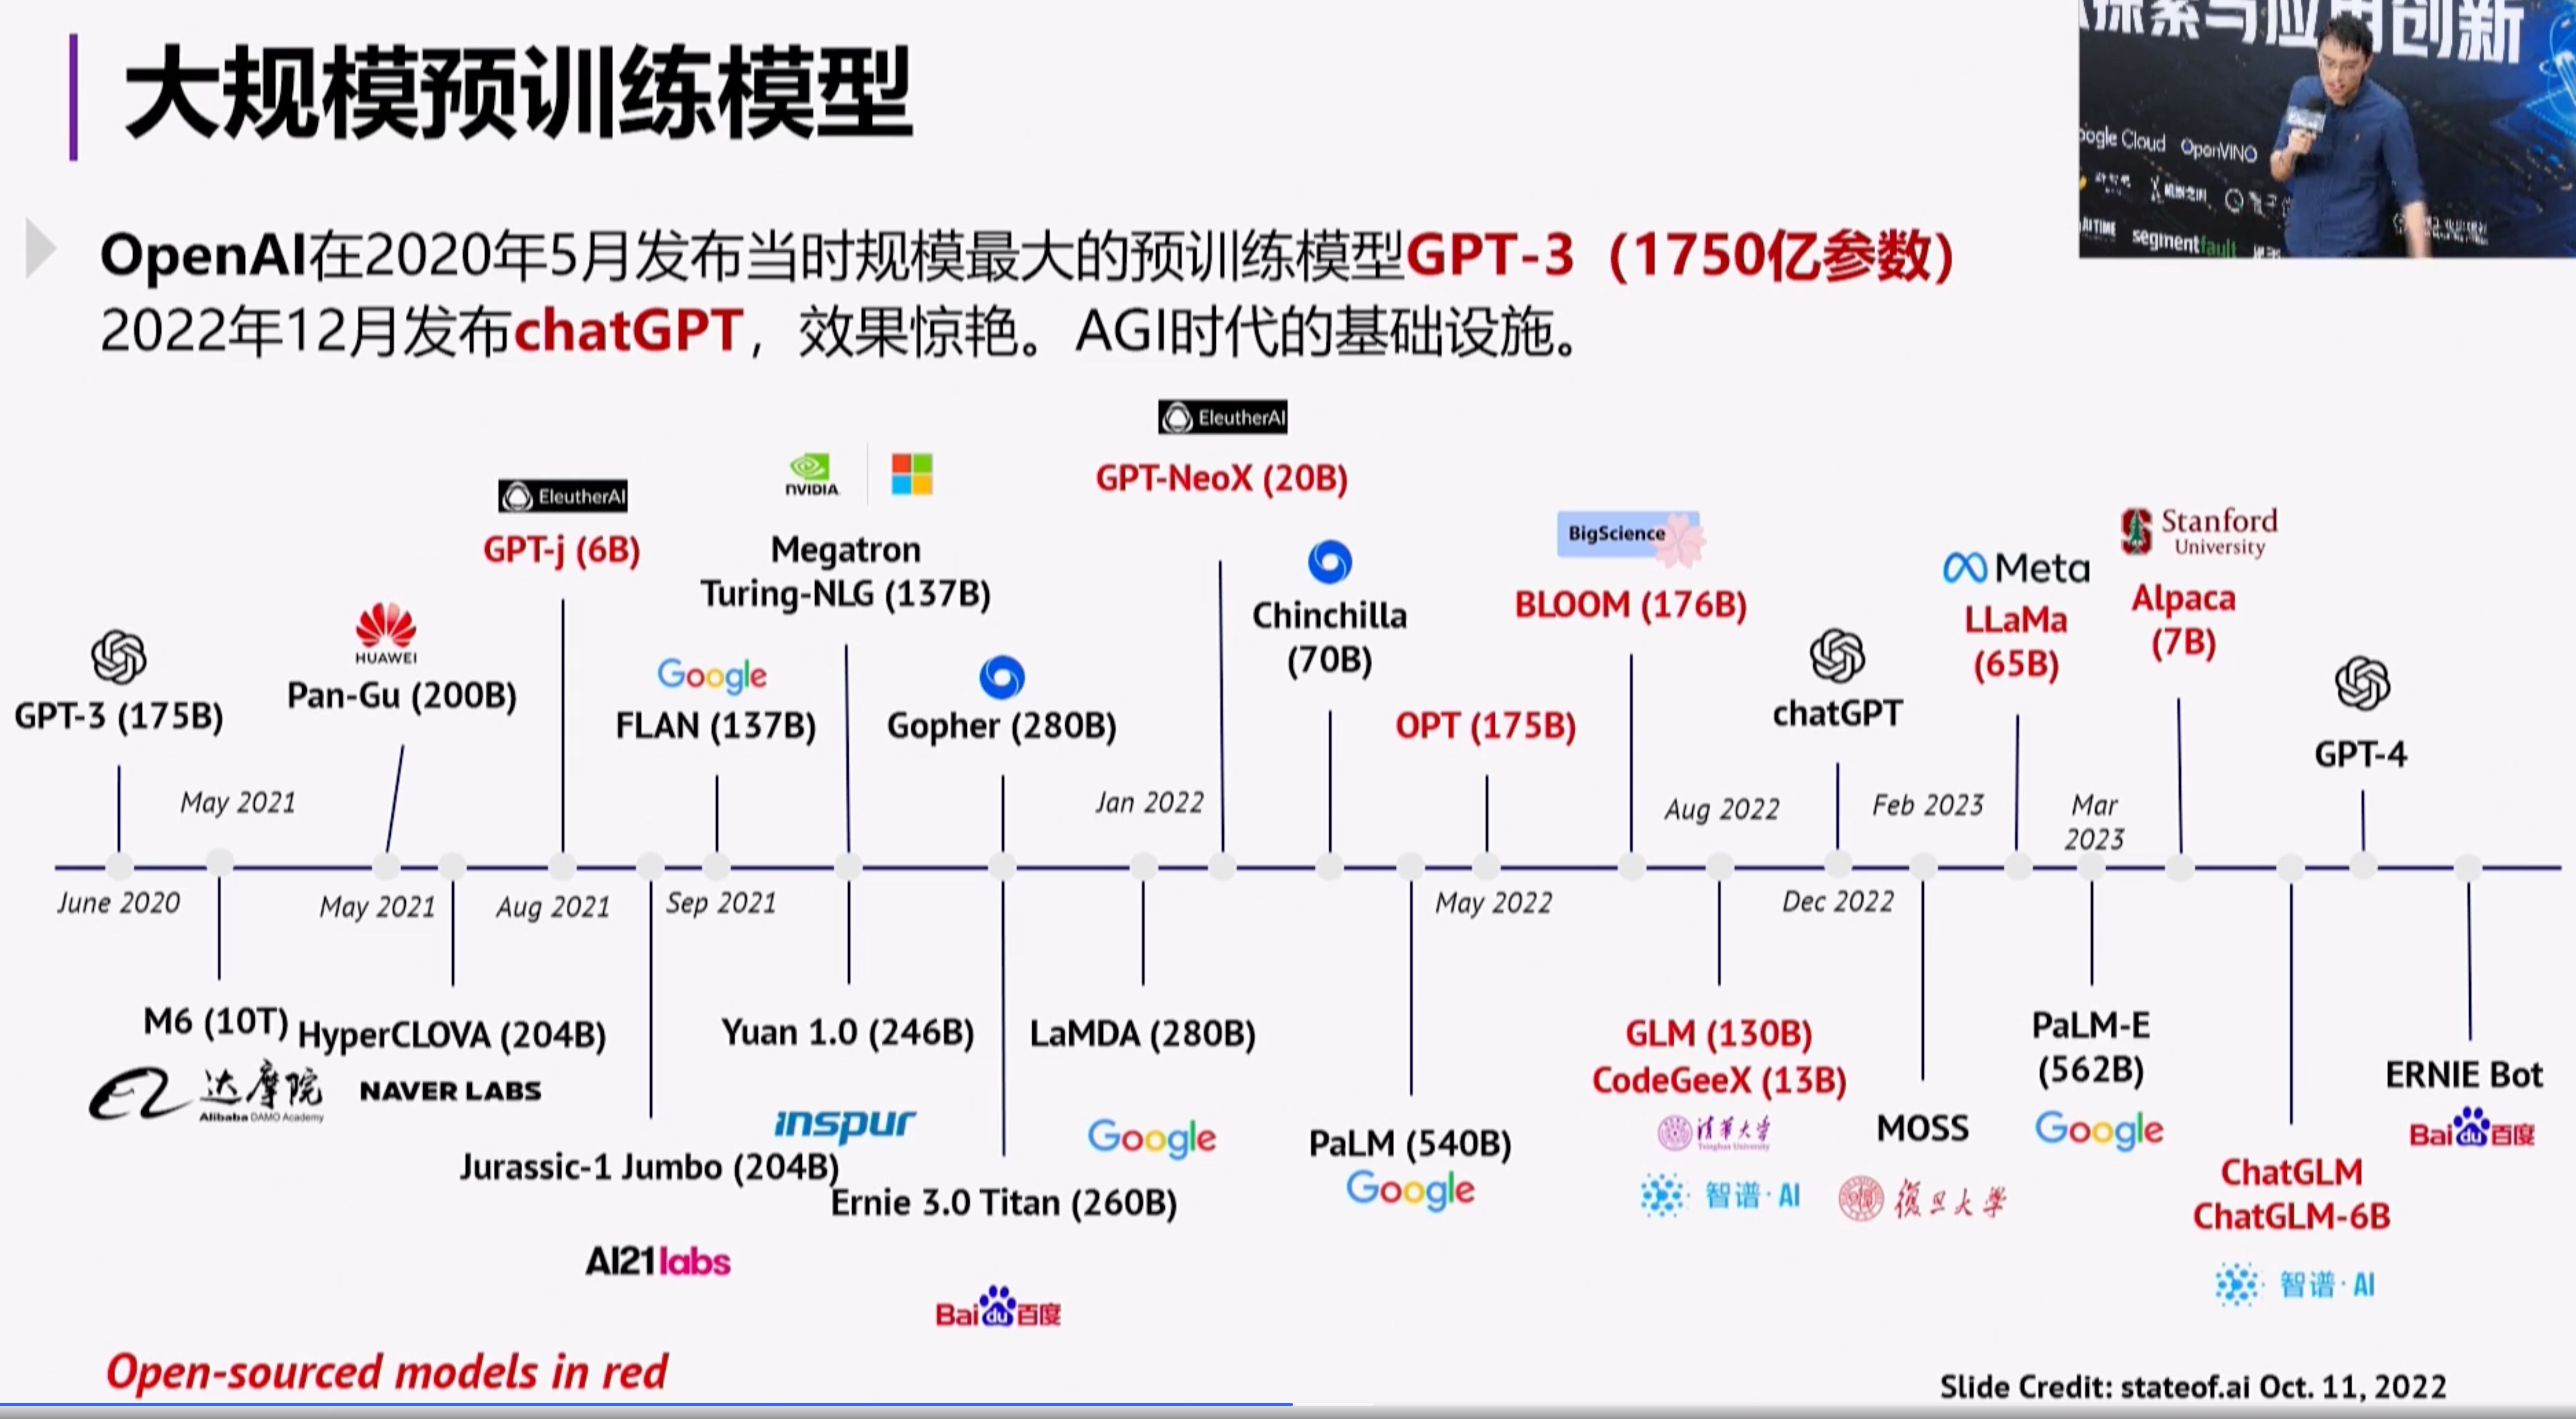 大规模预训练模型
探索与应用创新
OpenAI在2020年5月发布当时规模最大的预训练模型GPT-3（1750亿参数）
2022年12月发布chatGPT，效果惊艳。AGI时代的基础设施。
oogle Cloud OpenVINO
AI TIME segmentfault
EleutherAI
GPT-NeoX (20B)
EleutherAI
GPT-j (6B)
NVIDIA
Megatron
Turing-NLG (137B)
BigScience
BLOOM (176B)
Stanford
University
Alpaca
(7B)
Meta
LLaMa
(65B)
Chinchilla
(70B)
HUAWEI
Pan-Gu (200B)
GPT-3 (175B)
Google
FLAN (137B)
Gopher (280B)
OPT (175B)
chatGPT
GPT-4
May 2021
Jan 2022
Aug 2022
Feb 2023
Mar
2023
June 2020
May 2021
Aug 2021
Sep 2021
May 2022
Dec 2022
M6 (10T)
达摩院
Alibaba DAMO Academy
HyperCLOVA (204B)
NAVER LABS
Jurassic-1 Jumbo (204B)
AI21labs
Yuan 1.0 (246B)
inspur
Ernie 3.0 Titan (260B)
Bai du 百度
LaMDA (280B)
Google
PaLM (540B)
Google
GLM (130B)
CodeGeeX (13B)
清華大学
Tsinghua University
智谱·AI
MOSS
復旦大学
PaLM-E
(562B)
Google
ChatGLM
ChatGLM-6B
智谱·AI
ERNIE Bot
Bai du 百度
Open-sourced models in red
Slide Credit: stateof.ai Oct. 11, 2022